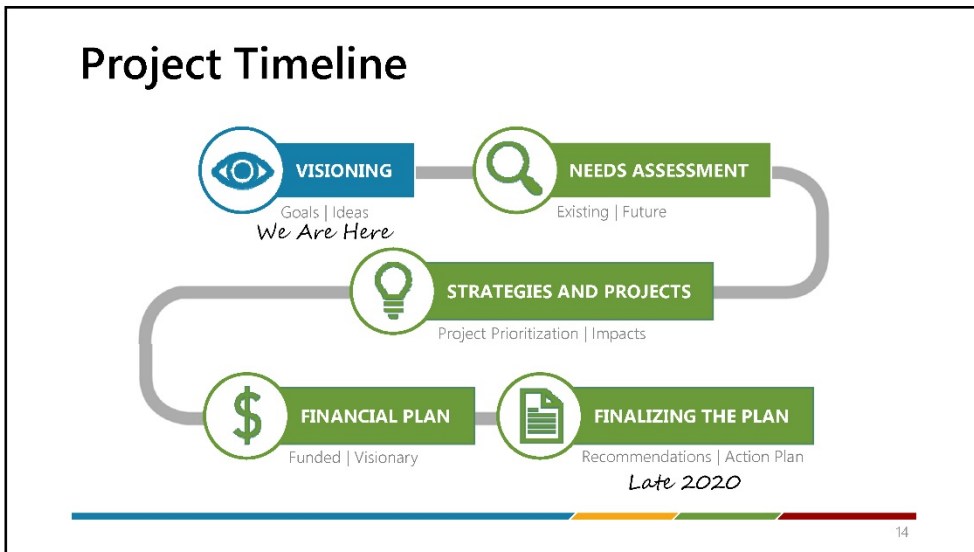 Project Timeline
VISIONING
Goals | Ideas
We Are Here
NEEDS ASSESSMENT
Existing | Future
STRATEGIES AND PROJECTS
Project Prioritization | Impacts
FINANCIAL PLAN
Funded | Visionary
FINALIZING THE PLAN
Recommendations | Action Plan
Late 2020
14